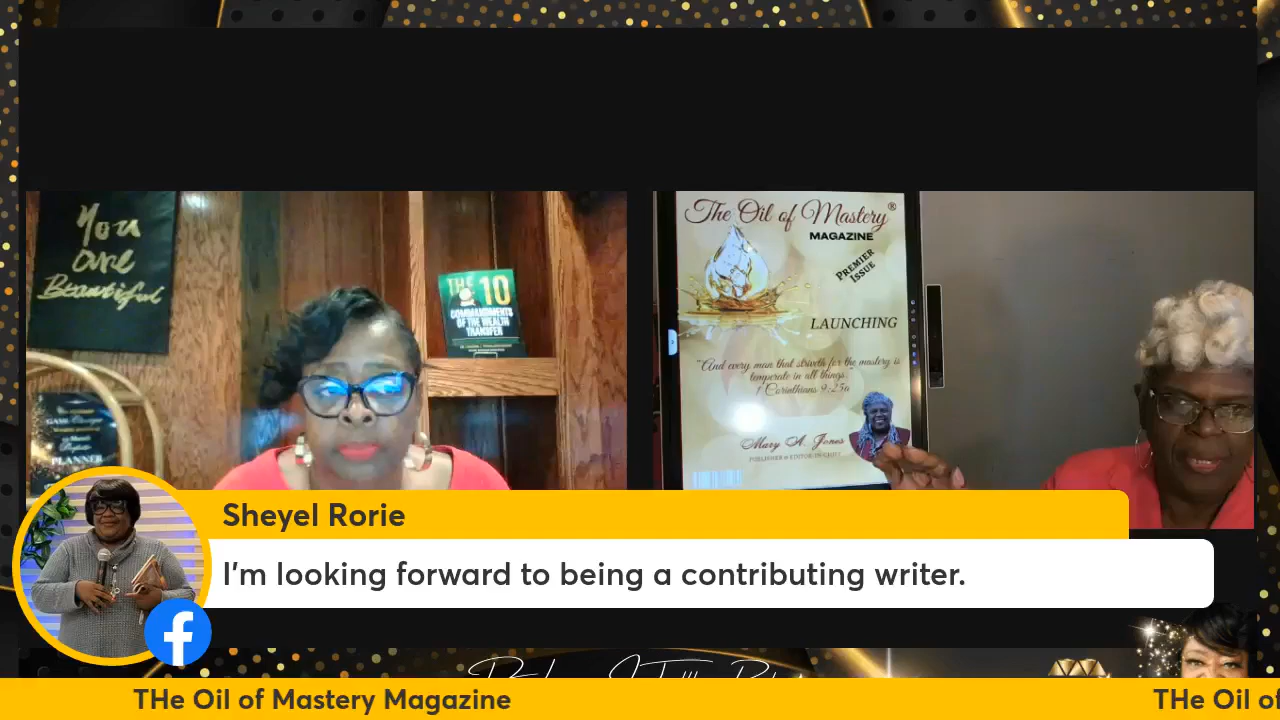 You
are
Beautiful
THE 10
COMMANDMENTS
OF THE WEALTH
TRANSFER
GAME Changer
PLANNER
The Oil of Mastery®
MAGAZINE
PREMIER
ISSUE
LAUNCHING
"And every man that striveth for the mastery is
temperate in all things."
1 Corinthians 9:25a
Mary A. Jones
PUBLISHER & EDITOR-IN-CHIEF
Sheyel Rorie
I'm looking forward to being a contributing writer.
THe Oil of Mastery Magazine
THe Oil of